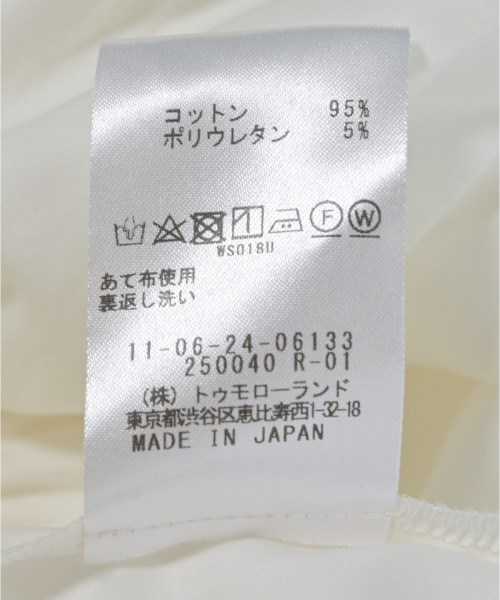 コットン 95%
ポリウレタン 5%
F W
WS018U
あて布使用
裏返し洗い
11-06-24-06133
250040 R-01
(株) トゥモローランド
東京都渋谷区恵比寿西1-32-18
MADE IN JAPAN